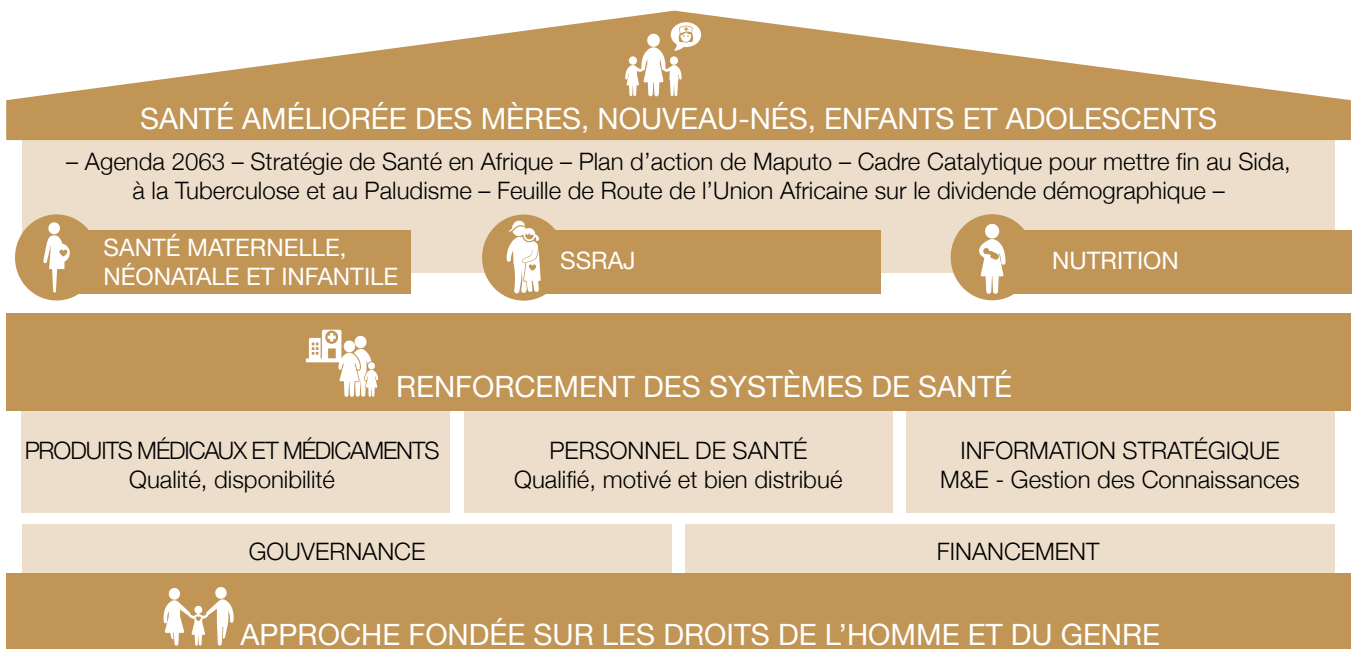 SANTÉ AMÉLIORÉE DES MÈRES, NOUVEAU-NÉS, ENFANTS ET ADOLESCENTS
– Agenda 2063 – Stratégie de Santé en Afrique – Plan d’action de Maputo – Cadre Catalytique pour mettre fin au Sida,
à la Tuberculose et au Paludisme – Feuille de Route de l’Union Africaine sur le dividende démographique –
SANTÉ MATERNELLE,
NÉONATALE ET INFANTILE
SSRAJ
NUTRITION
RENFORCEMENT DES SYSTÈMES DE SANTÉ
PRODUITS MÉDICAUX ET MÉDICAMENTS
Qualité, disponibilité
PERSONNEL DE SANTÉ
Qualifié, motivé et bien distribué
INFORMATION STRATÉGIQUE
M&E - Gestion des Connaissances
GOUVERNANCE
FINANCEMENT
APPROCHE FONDÉE SUR LES DROITS DE L’HOMME ET DU GENRE